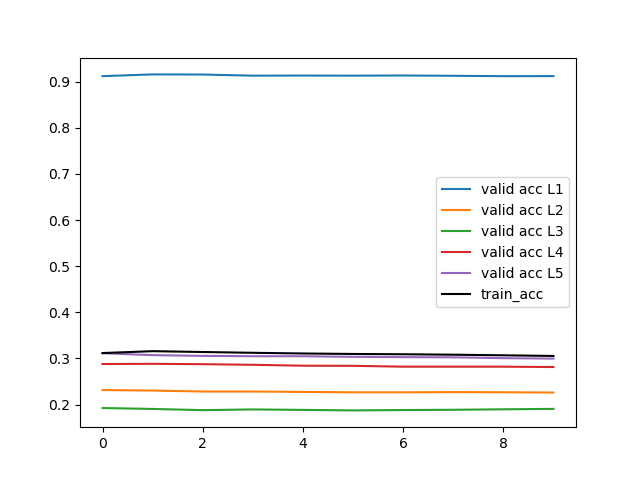 0.9
0.8
0.7
0.6
0.5
0.4
0.3
0.2
valid acc L1
valid acc L2
valid acc L3
valid acc L4
valid acc L5
train_acc
0 2 4 6 8